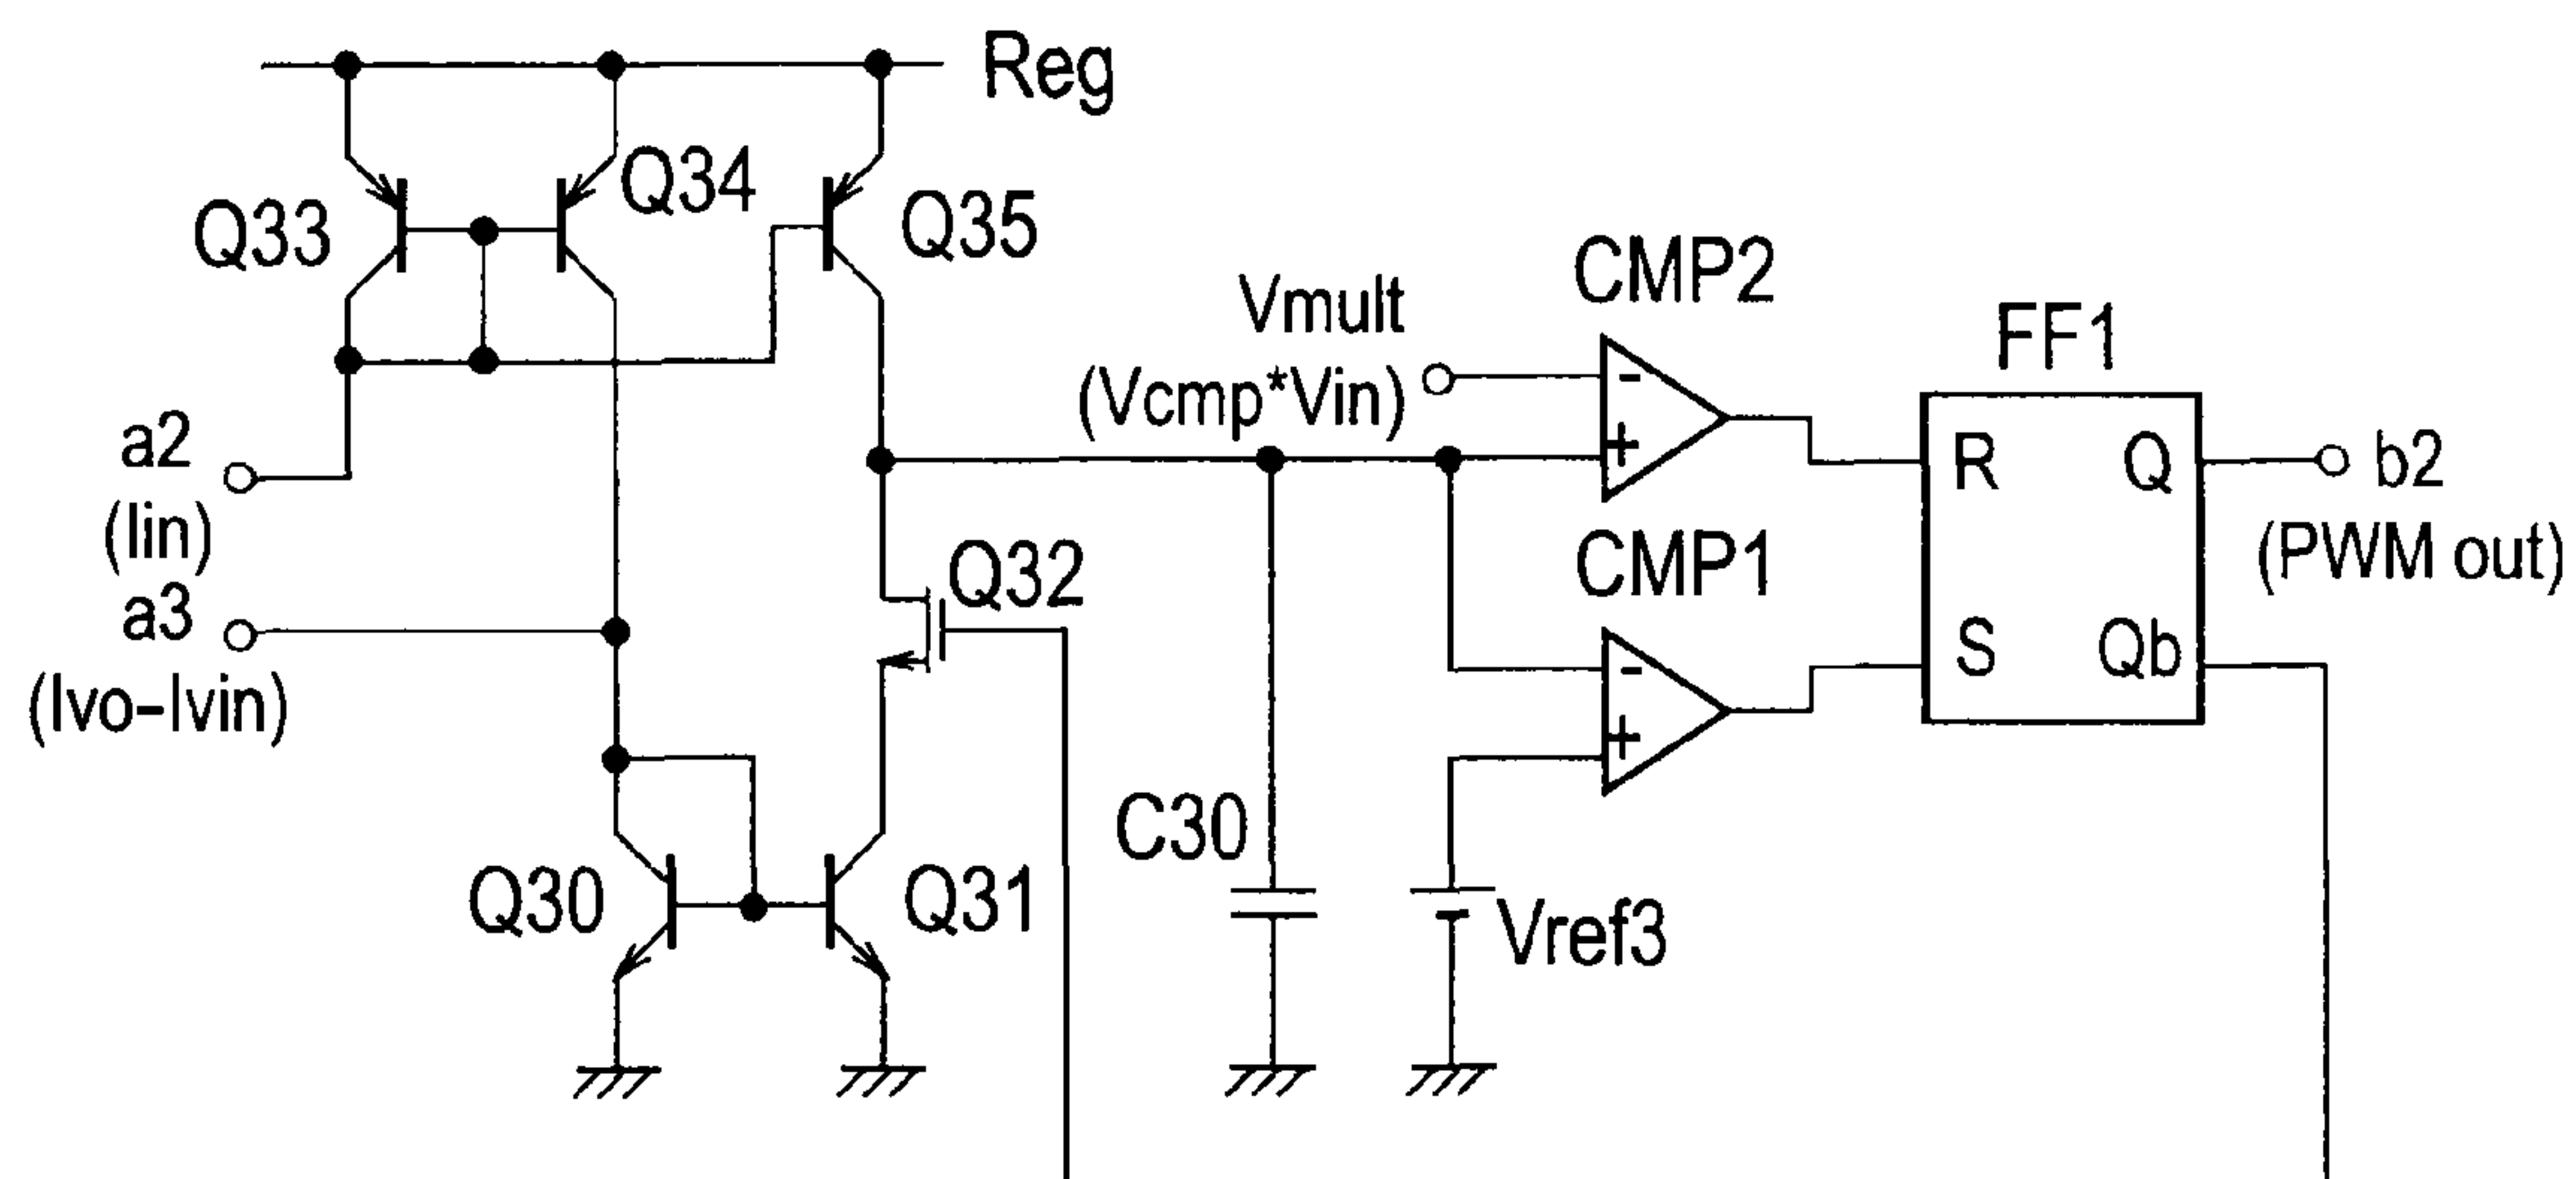 Reg
Q33
Q34
Q35
a2
(Iin)
a3
(Ivo-Ivin)
Q32
Q30
Q31
Vmult
(Vcmp*Vin)
CMP2
-
+
CMP1
-
+
C30
Vref3
FF1
R
Q
S
Qb
b2
(PWM out)